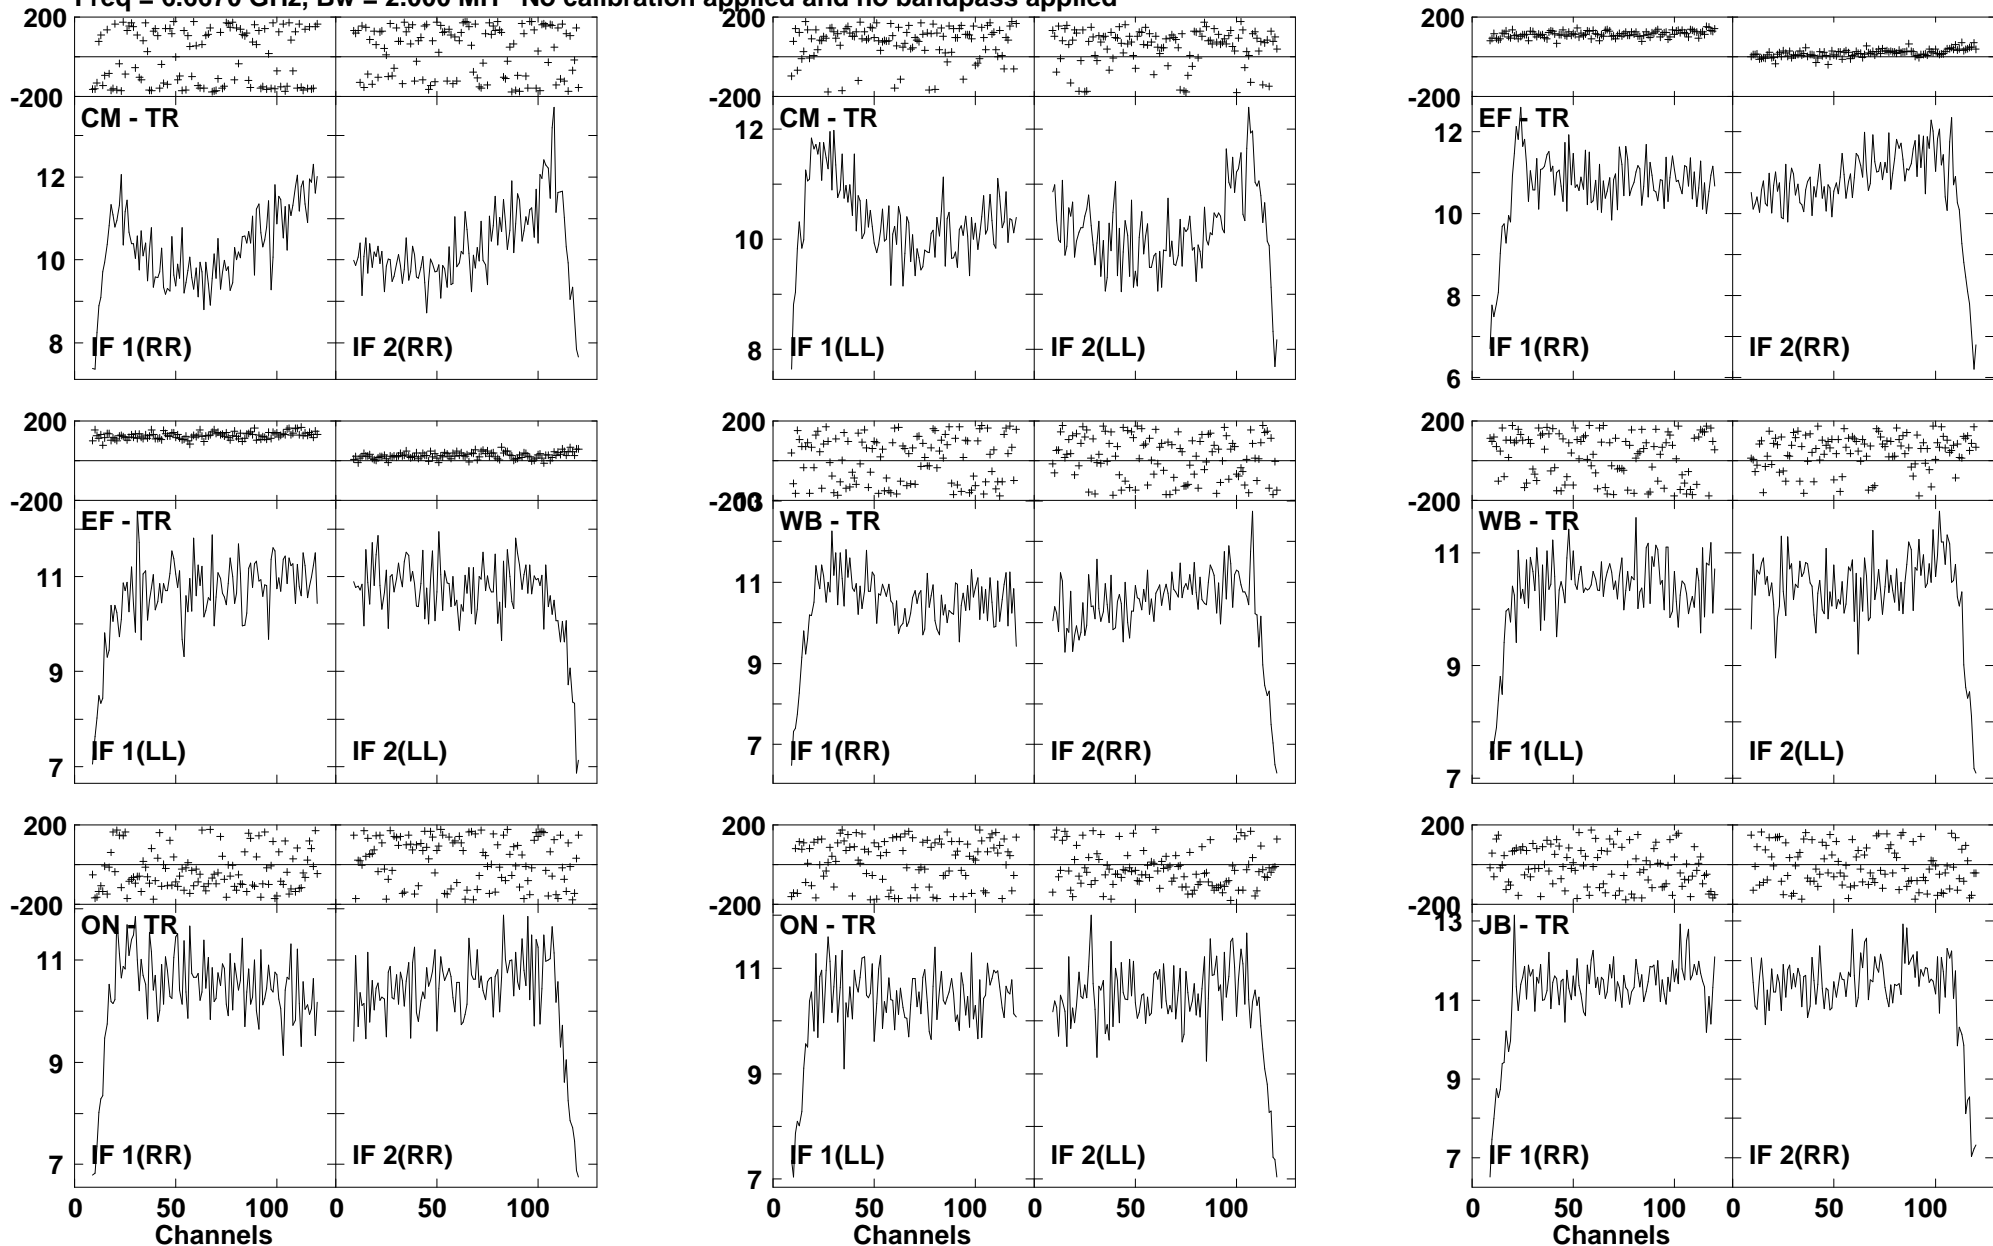 No calibration applied and no bandpass applied
200 200 200
-200 -200 -200
CM - TR CM - TR EF - TR
12 12 12
10 10 10
8 8 8
6
IF 1(RR) IF 2(RR) IF 1(LL) IF 2(LL) IF 1(RR) IF 2(RR)
200 200 200
-200 -200 13 -200
EF - TR WB - TR WB - TR
11 11 11
9 9 9
7 7 7
IF 1(LL) IF 2(LL) IF 1(RR) IF 2(RR) IF 1(LL) IF 2(LL)
200 200 200
-200 -200 -200
13
ON - TR ON - TR JB - TR
11 11 11
9 9 9
7 7 7
IF 1(RR) IF 2(RR) IF 1(LL) IF 2(LL) IF 1(RR) IF 2(RR)
0 50 100 0 50 100 0 50 100 0 50 100 0 50 100 0 50 100
Channels Channels Channels